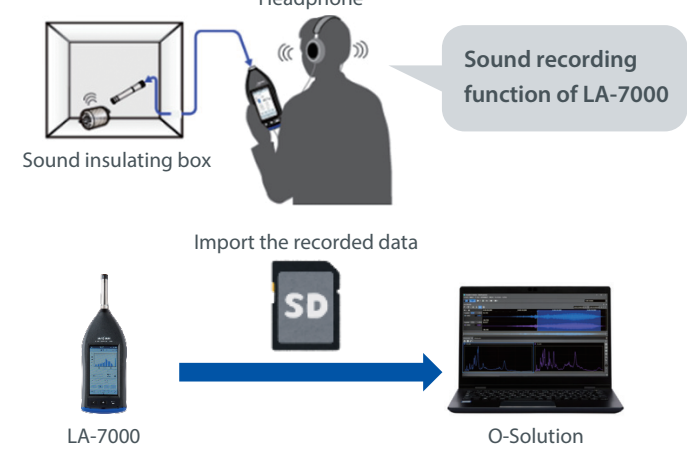 Headphone
Sound recording
function of LA-7000
Sound insulating box
Import the recorded data
SD
LA-7000
O-Solution